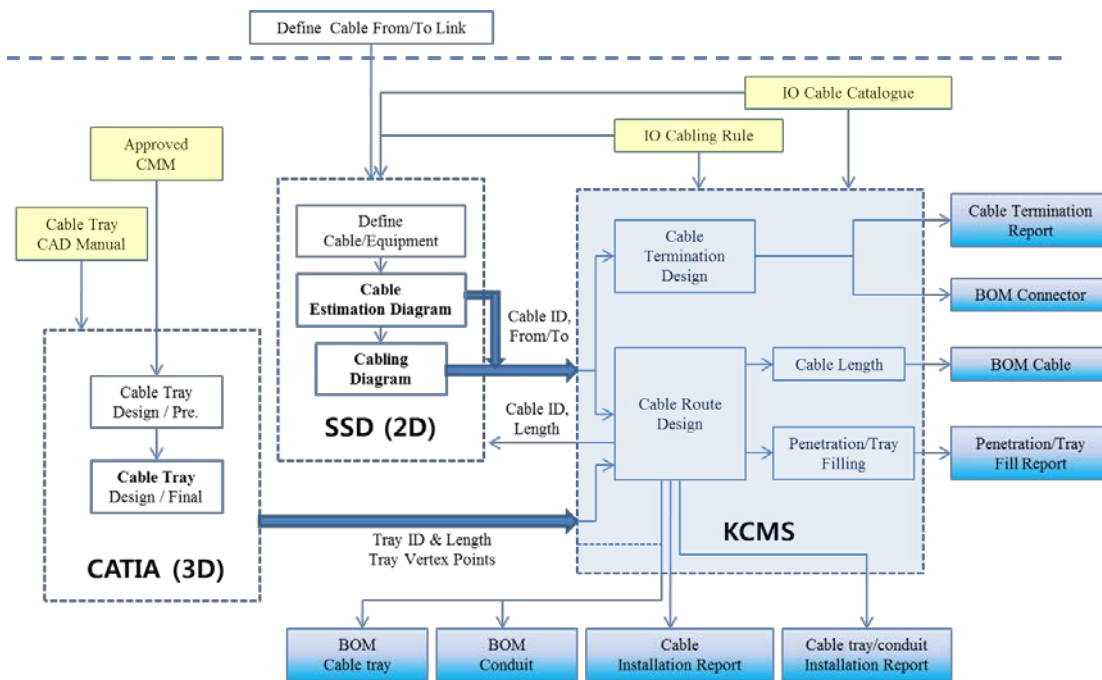 Define Cable From/To Link
IO Cable Catalogue
IO Cabling Rule
Approved
CMM
Cable Tray
CAD Manual
Define
Cable/Equipment
Cable
Estimation Diagram
Cabling
Diagram
SSD (2D)
Cable ID,
From/To
Cable ID,
Length
Cable Tray
Design / Pre.
Cable Tray
Design / Final
CATIA (3D)
Tray ID & Length
Tray Vertex Points
Cable
Termination
Design
Cable Route
Design
Cable Length
Penetration/Tray
Filling
KCMS
Cable Termination
Report
BOM Connector
BOM Cable
Penetration/Tray
Fill Report
BOM
Cable tray
BOM
Conduit
Cable
Installation Report
Cable tray/conduit
Installation Report